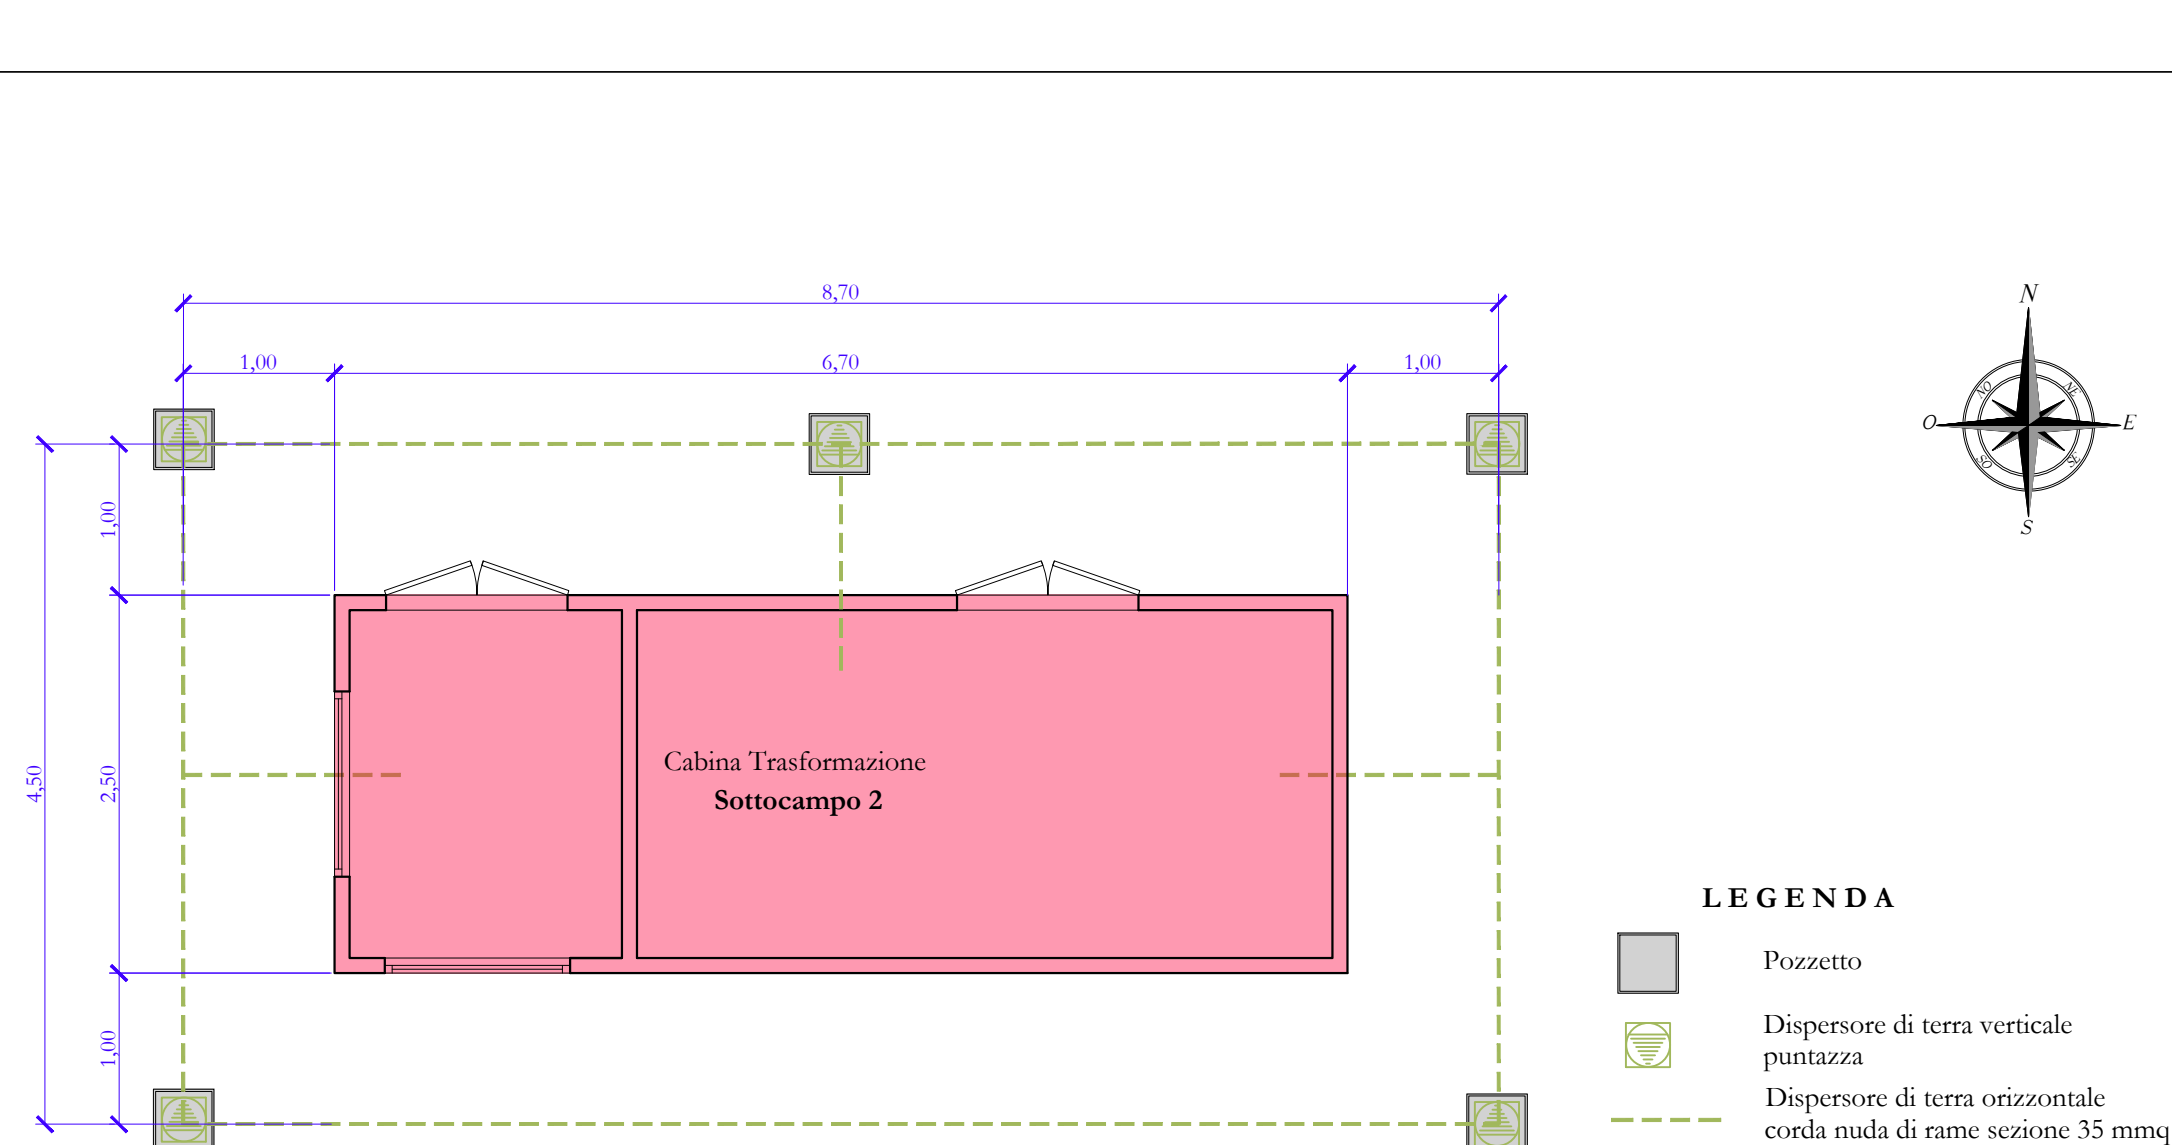 8,70
1,00
6,70
1,00
N
NO
NE
O
E
SO
SE
S
1,00
4,50
2,50
1,00
Cabina Trasformazione
Sottocampo 2
LEGENDA
Pozzetto
Dispersore di terra verticale
puntazza
Dispersore di terra orizzontale
corda nuda di rame sezione 35 mmq